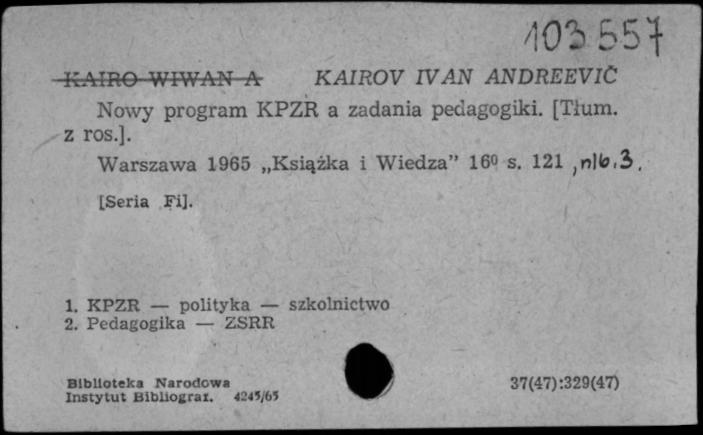 103557
KAIRO WIWAN A KAIROV IVAN ANDREEVIČ
Nowy program KPZR a zadania pedagogiki. [Tłum.
z ros.].
Warszawa 1965 „Książka i Wiedza” 16⁰ s. 121, nlb. 3.
[Seria Fi].
1. KPZR — polityka — szkolnictwo
2. Pedagogika — ZSRR
Biblioteka Narodowa 37(47):329(47)
Instytut Bibliograf. 4245/65